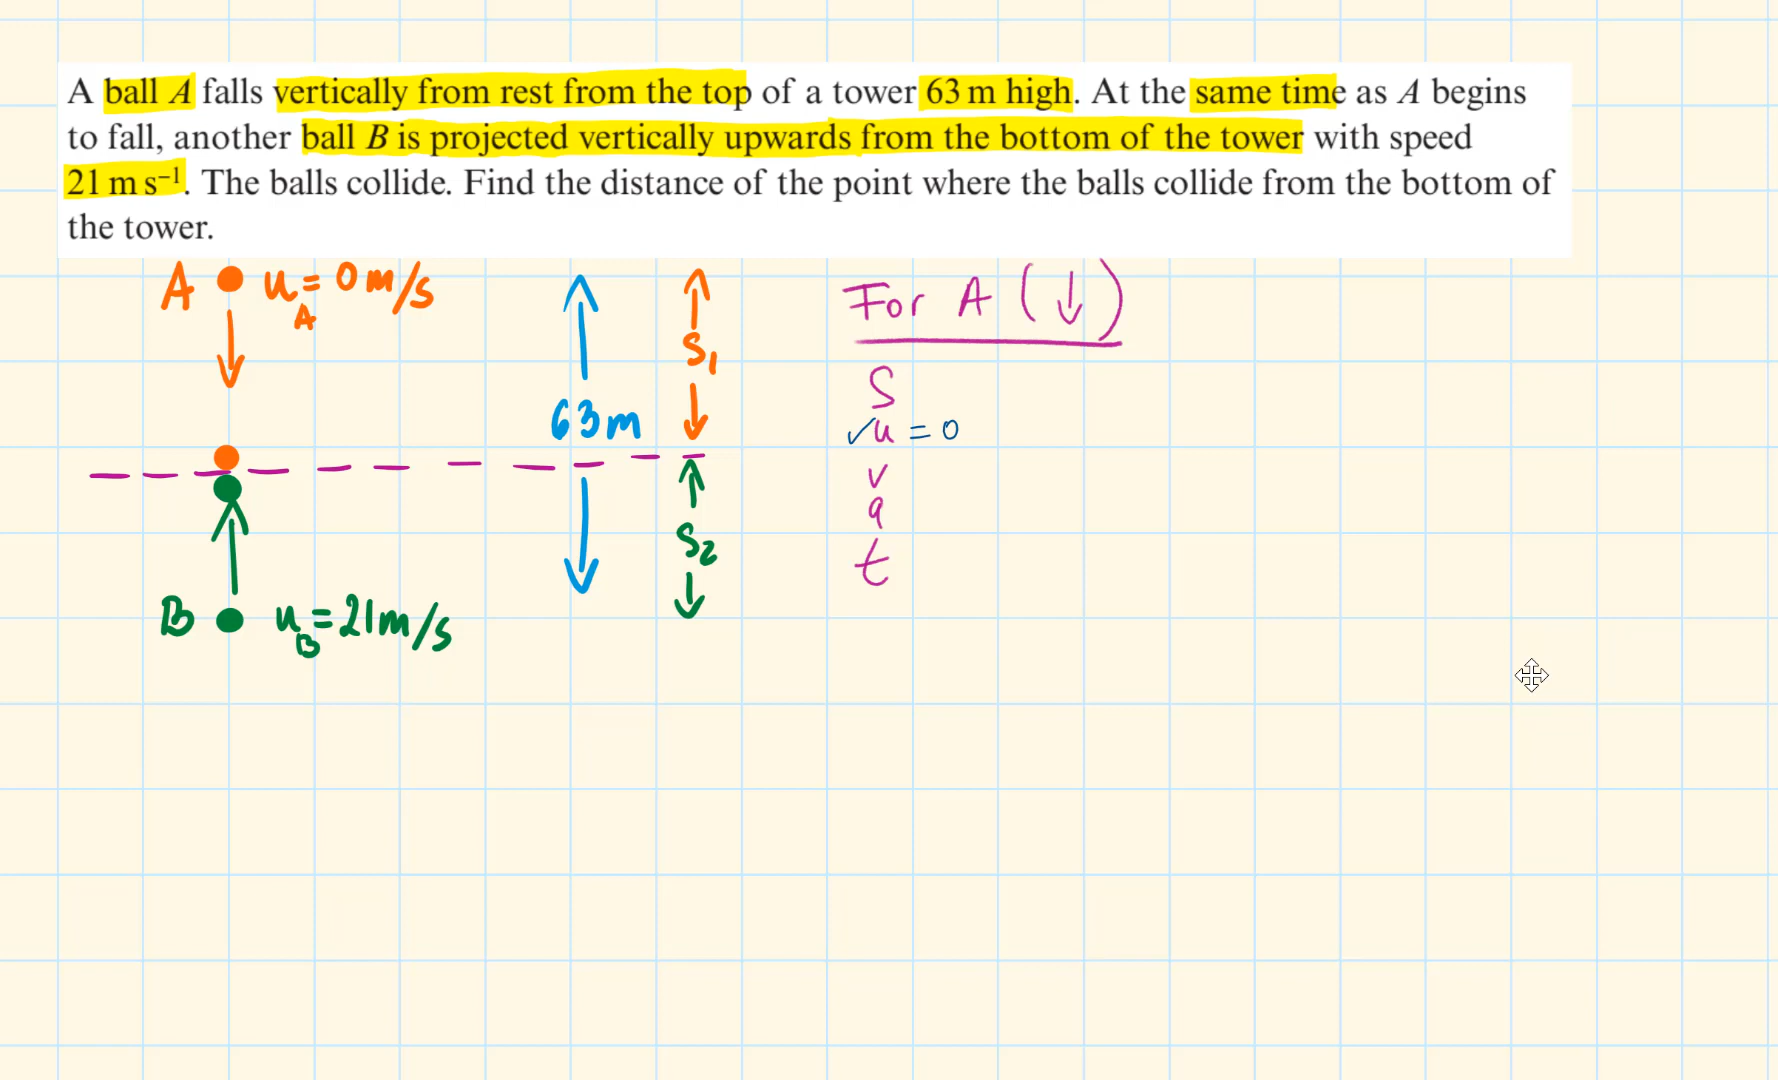 A ball A falls vertically from rest from the top of a tower 63 m high. At the same time as A begins
to fall, another ball B is projected vertically upwards from the bottom of the tower with speed
21 m s⁻¹. The balls collide. Find the distance of the point where the balls collide from the bottom of
the tower.
A u_A = 0 m/s
63m
S₁
S₂
B u_B = 21m/s
For A (↓)
S
✓u = 0
v
a
t